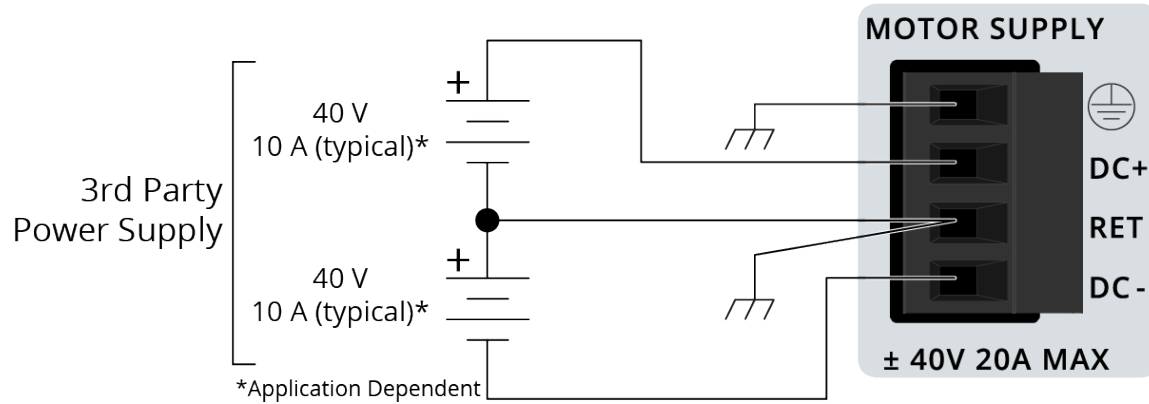 MOTOR SUPPLY
+
40 V
10 A (typical)*
DC+
3rd Party
Power Supply
RET
+
40 V
10 A (typical)*
DC -
*Application Dependent
± 40V 20A MAX